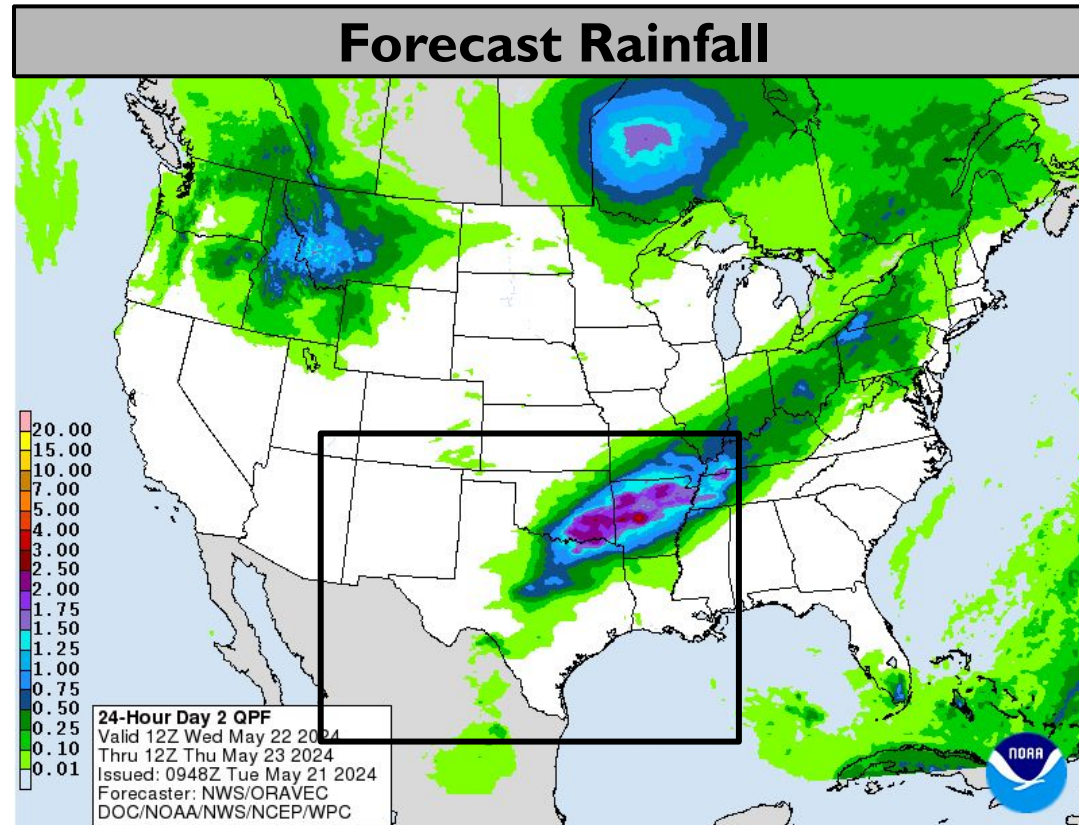 Forecast Rainfall
20.00
15.00
10.00
7.00
5.00
4.00
3.00
2.50
2.00
1.75
1.50
1.25
1.00
0.75
0.50
0.25
0.10
0.01
24-Hour Day 2 QPF
Valid 12Z Wed May 22 2024
Thru 12Z Thu May 23 2024
Issued: 0948Z Tue May 21 2024
Forecaster: NWS/ORAVEC
DOC/NOAA/NWS/NCEP/WPC
NOAA